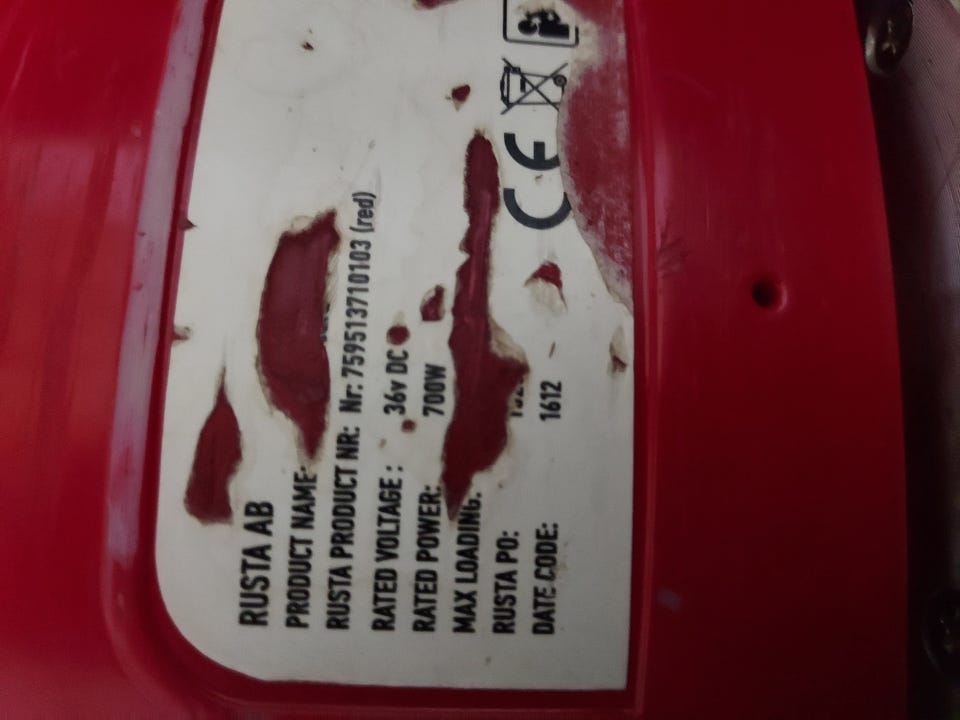 RUSTA AB
PRODUCT NAME:
RUSTA PRODUCT NR: Nr: 759513710103 (red)
RATED VOLTAGE : 36v DC
RATED POWER: 700W
MAX LOADING:
RUSTA PO:
DATE CODE: 1612
CE